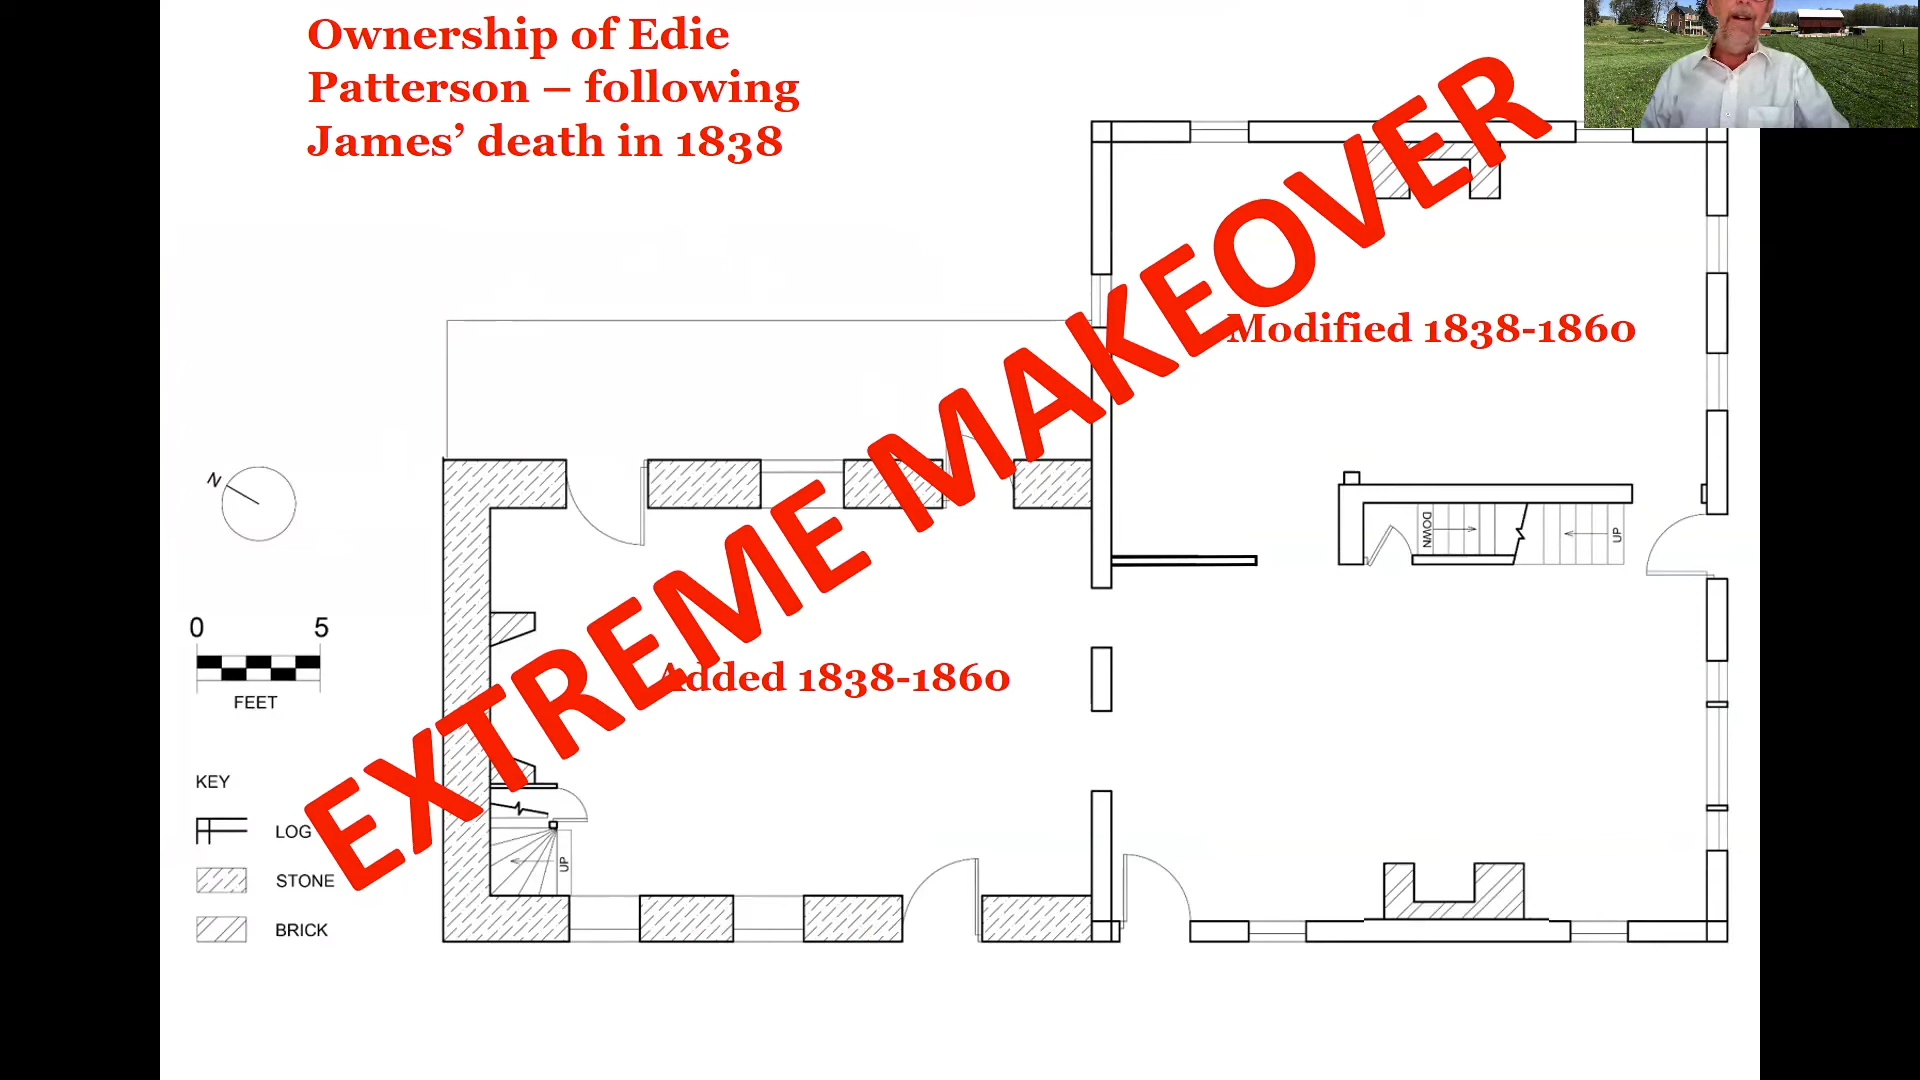 Ownership of Edie
Patterson – following
James’ death in 1838
EXTREME MAKEOVER
Modified 1838-1860
N
DOWN
UP
0 5
FEET
Added 1838-1860
KEY
LOG
UP
STONE
BRICK